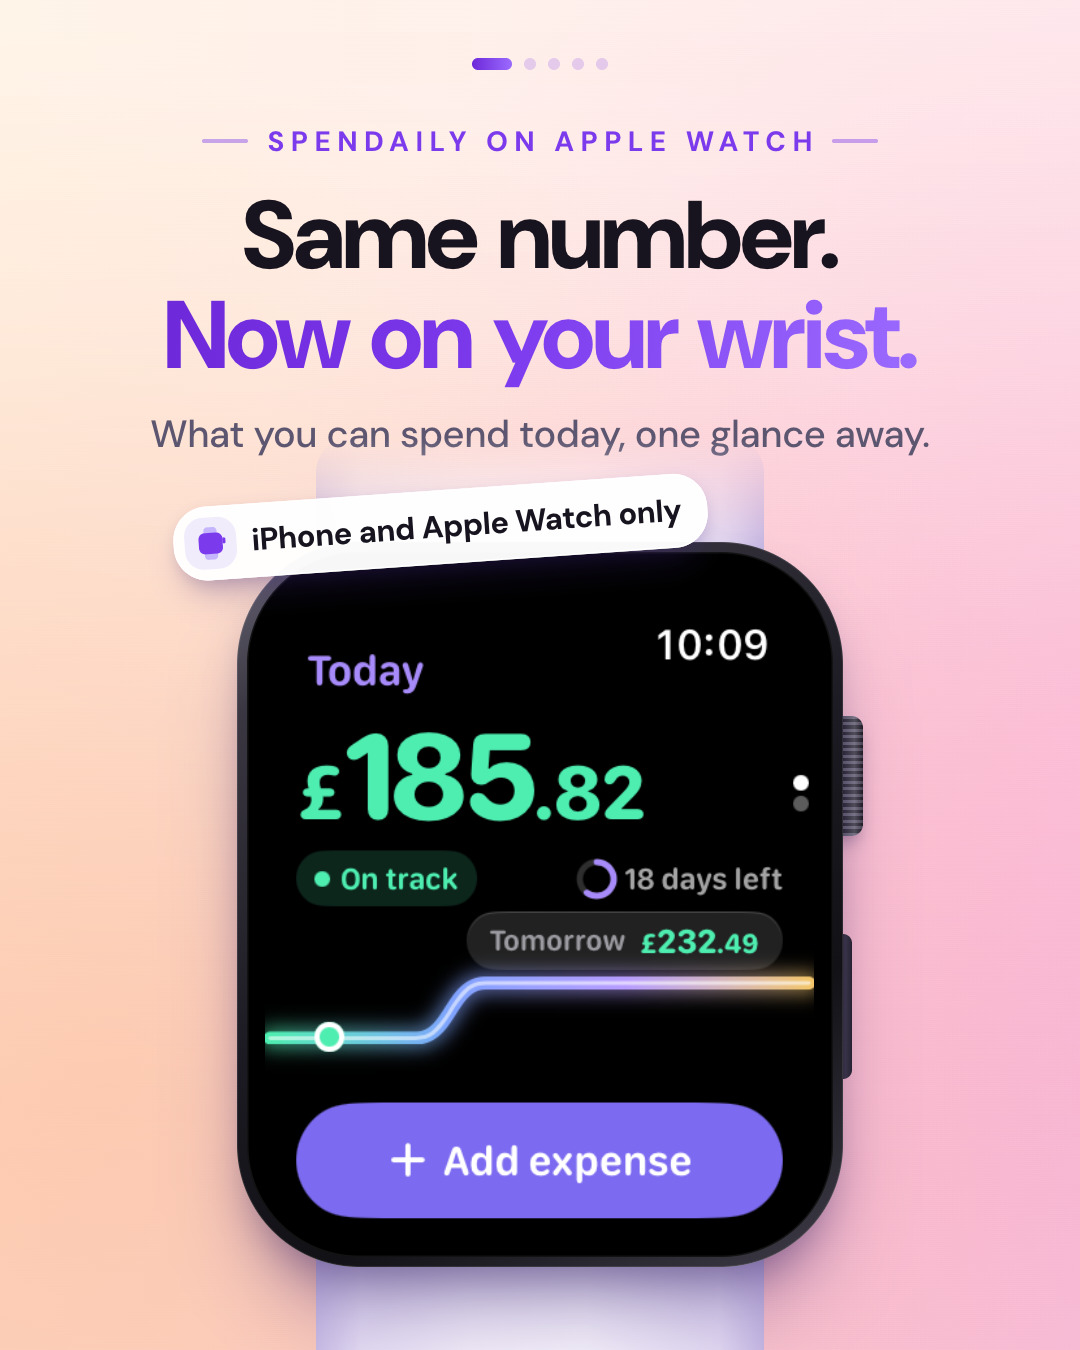 SPENDAILY ON APPLE WATCH
Same number.
Now on your wrist.
What you can spend today, one glance away.
iPhone and Apple Watch only
10:09
Today
£185.82
On track
18 days left
Tomorrow £232.49
+ Add expense